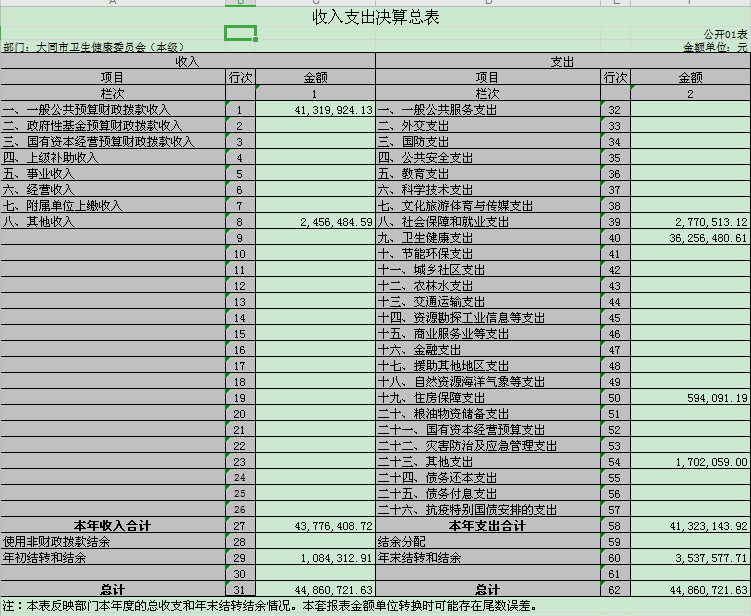 收入支出决算总表
公开01表
部门：大同市卫生健康委员会（本级） 金额单位：元
收入 支出
项目 行次 金额 项目 行次 金额
栏次 1 栏次 2
一、一般公共预算财政拨款收入 1 41,319,924.13 一、一般公共服务支出 32
二、政府性基金预算财政拨款收入 2 二、外交支出 33
三、国有资本经营预算财政拨款收入 3 三、国防支出 34
四、上级补助收入 4 四、公共安全支出 35
五、事业收入 5 五、教育支出 36
六、经营收入 6 六、科学技术支出 37
七、附属单位上缴收入 7 七、文化旅游体育与传媒支出 38
八、其他收入 8 2,456,484.59 八、社会保障和就业支出 39 2,770,513.12
9 九、卫生健康支出 40 36,256,480.61
10 十、节能环保支出 41
11 十一、城乡社区支出 42
12 十二、农林水支出 43
13 十三、交通运输支出 44
14 十四、资源勘探工业信息等支出 45
15 十五、商业服务业等支出 46
16 十六、金融支出 47
17 十七、援助其他地区支出 48
18 十八、自然资源海洋气象等支出 49
19 十九、住房保障支出 50 594,091.19
20 二十、粮油物资储备支出 51
21 二十一、国有资本经营预算支出 52
22 二十二、灾害防治及应急管理支出 53
23 二十三、其他支出 54 1,702,059.00
24 二十四、债务还本支出 55
25 二十五、债务付息支出 56
26 二十六、抗疫特别国债安排的支出 57
本年收入合计 27 43,776,408.72 本年支出合计 58 41,323,143.92
使用非财政拨款结余 28 结余分配 59
年初结转和结余 29 1,084,312.91 年末结转和结余 60 3,537,577.71
30 61
总计 31 44,860,721.63 总计 62 44,860,721.63
注：本表反映部门本年度的总收支和年末结转结余情况。本套报表金额单位转换时可能存在尾数误差。